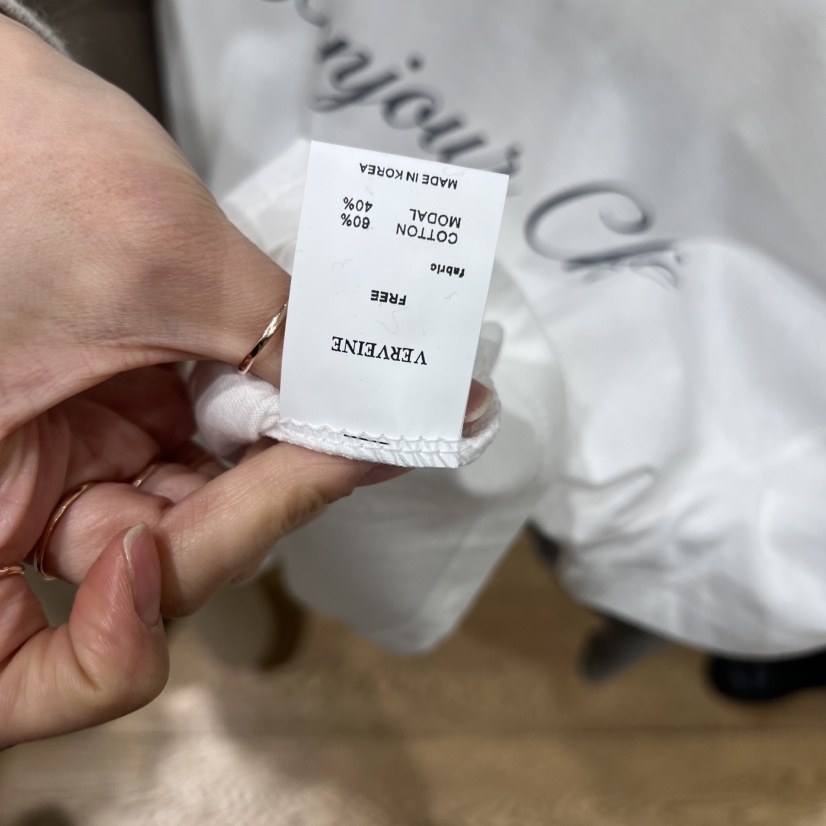 VERVEINE
FREE
fabric
COTTON 60%
MODAL 40%
MADE IN KOREA